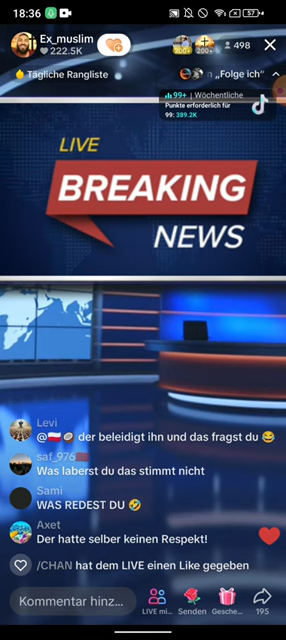 18:36
57
Ex_muslim
222.5K
200+
200+
498
Tägliche Rangliste
n „Folge ich“
99+ | Wöchentliche
Punkte erforderlich für
99: 389.2K
LIVE
BREAKING
NEWS
Levi
@🇵🇱🥥 der beleidigt ihn und das fragst du 😂
saf_976
Was laberst du das stimmt nicht
Sami
WAS REDEST DU 🤣
Axet
Der hatte selber keinen Respekt!
/CHAN hat dem LIVE einen Like gegeben
Kommentar hinz...
LIVE mi...
Senden
Gesche...
195